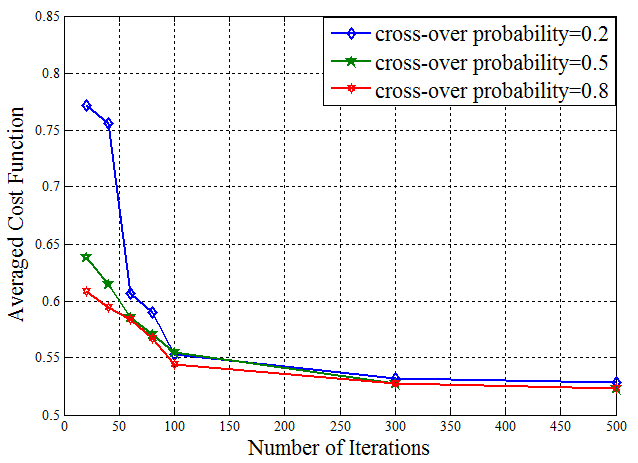 0.85
cross-over probability=0.2
cross-over probability=0.5
cross-over probability=0.8
0.8
0.75
0.7
0.65
0.6
0.55
0.5
Averaged Cost Function
0 50 100 150 200 250 300 350 400 450 500
Number of Iterations